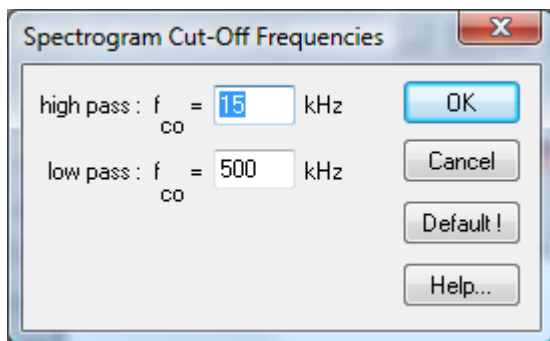 Spectrogram Cut-Off Frequencies
high pass : f co = 15 kHz
OK
low pass : f co = 500 kHz
Cancel
Default !
Help...